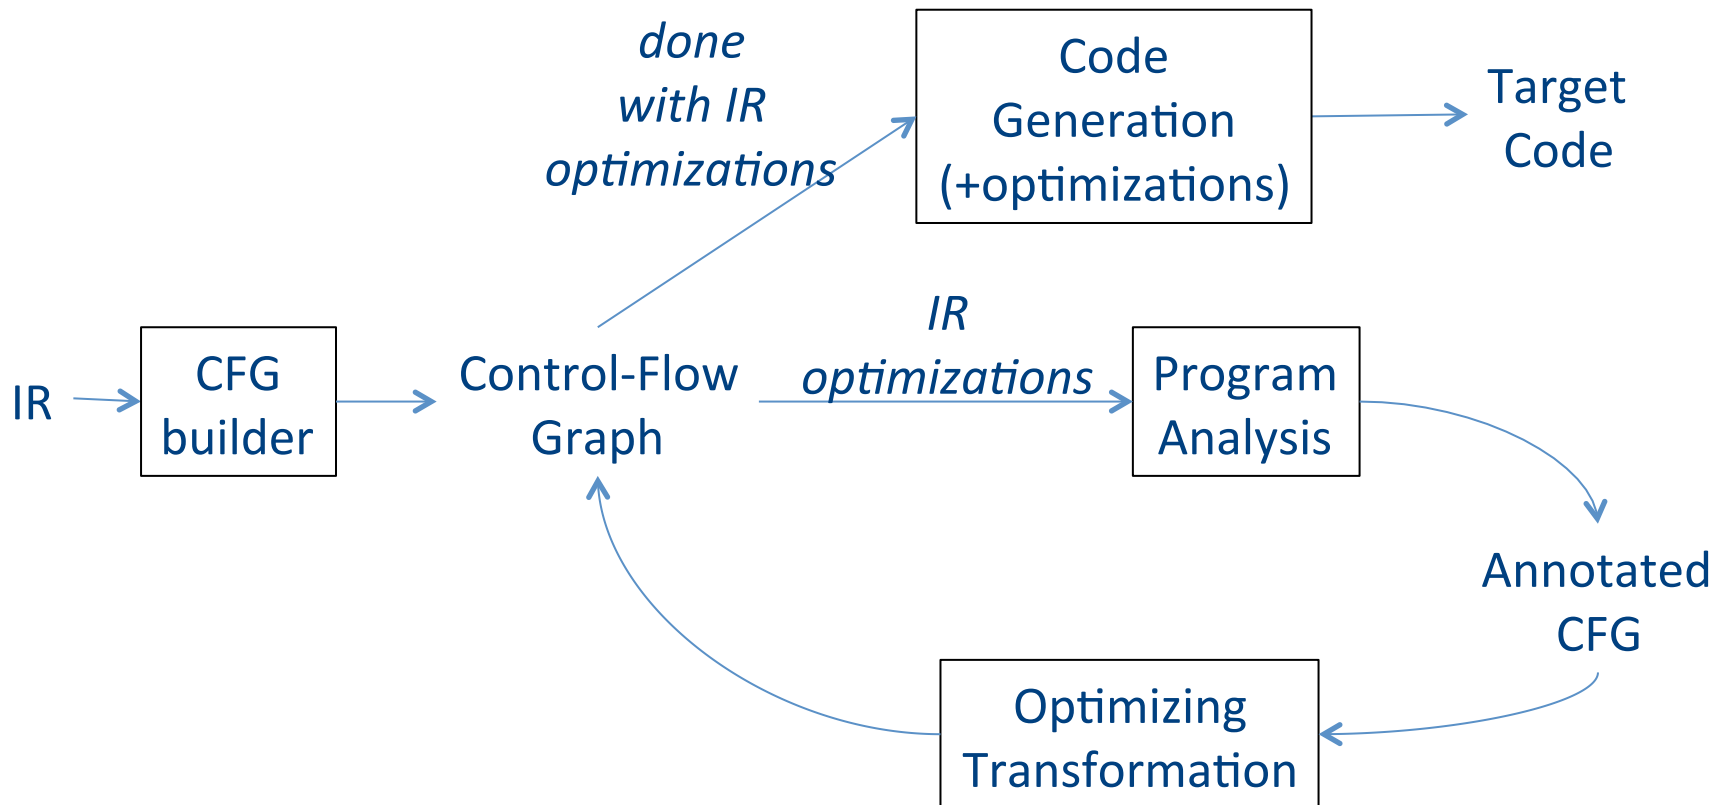 done
with IR
optimizations
Code
Generation
(+optimizations)
Target
Code
IR
CFG
builder
Control-Flow
Graph
IR
optimizations
Program
Analysis
Annotated
CFG
Optimizing
Transformation